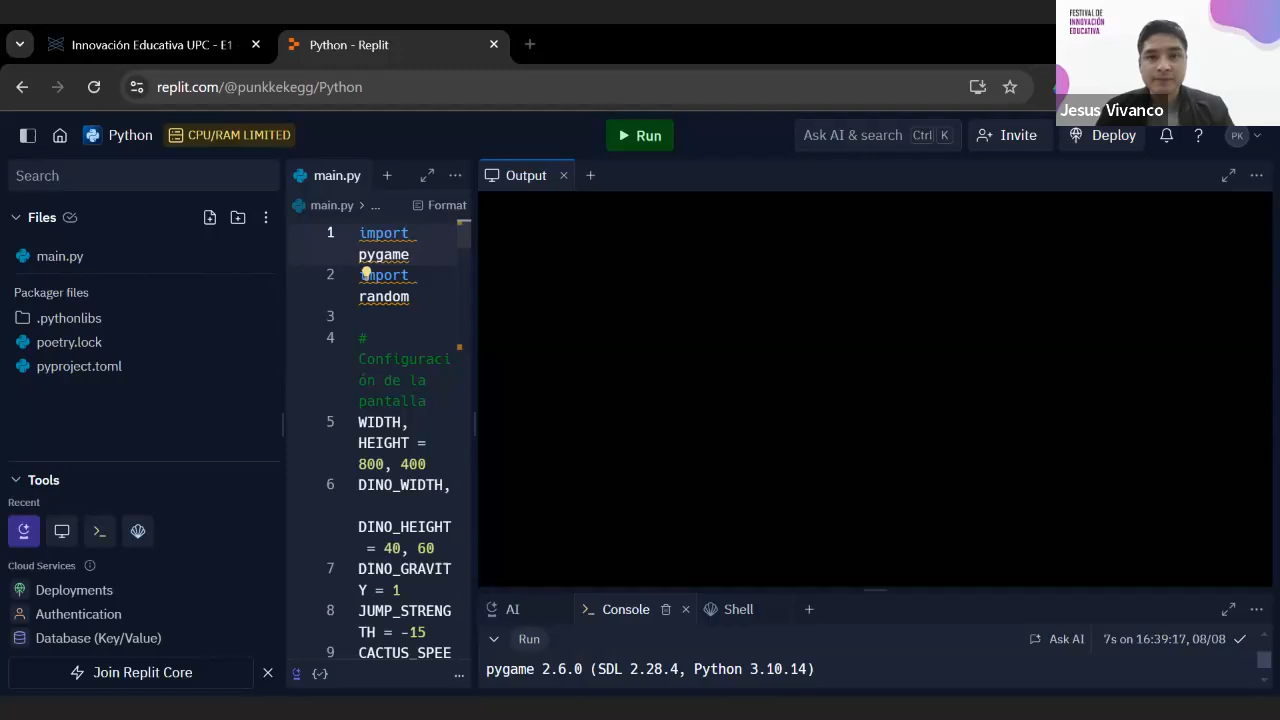 FESTIVAL DE
INNOVACIÓN
EDUCATIVA
Jesus Vivanco
Innovación Educativa UPC - E1
Python - Replit
replit.com/@punkkekegg/Python
Python
CPU/RAM LIMITED
Run
Ask AI & search
Ctrl
K
Invite
Deploy
PK
Search
Files
main.py
Packager files
.pythonlibs
poetry.lock
pyproject.toml
Tools
Recent
Cloud Services
Deployments
Authentication
Database (Key/Value)
Join Replit Core
main.py
main.py > ...
Format
1 import
pygame
2 import
random
3
4 #
Configuraci
ón de la
pantalla
5 WIDTH,
HEIGHT =
800, 400
6 DINO_WIDTH,
DINO_HEIGHT
= 40, 60
7 DINO_GRAVIT
Y = 1
8 JUMP_STRENG
TH = -15
9 CACTUS_SPEE
Output
AI
Console
Shell
Run
Ask AI
7s on 16:39:17, 08/08
pygame 2.6.0 (SDL 2.28.4, Python 3.10.14)